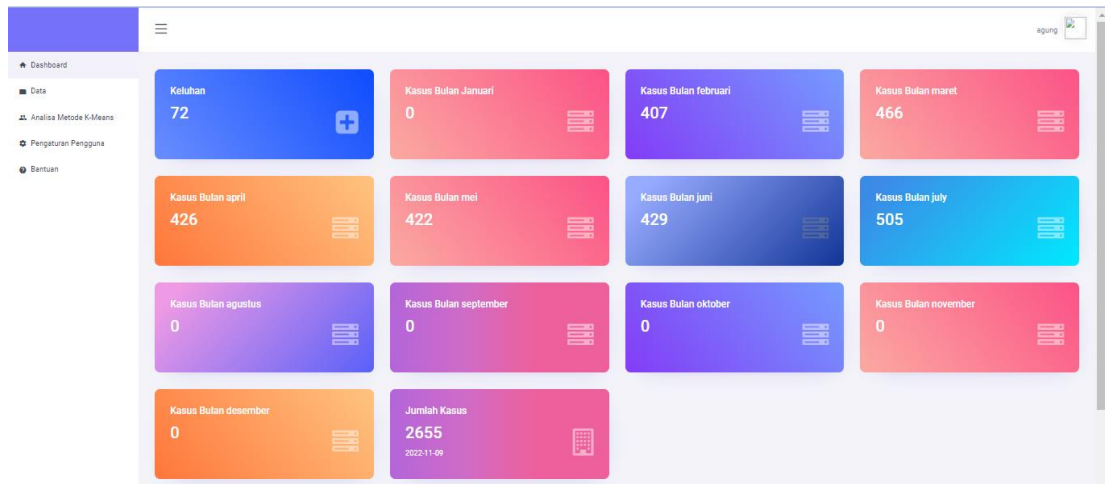 agung
Dashboard
Data
Analisa Metode K-Means
Pengaturan Pengguna
Bantuan
Keluhan
72
Kasus Bulan Januari
0
Kasus Bulan februari
407
Kasus Bulan maret
466
Kasus Bulan april
426
Kasus Bulan mei
422
Kasus Bulan juni
429
Kasus Bulan july
505
Kasus Bulan agustus
0
Kasus Bulan september
0
Kasus Bulan oktober
0
Kasus Bulan november
0
Kasus Bulan desember
0
Jumlah Kasus
2655
2022-11-09